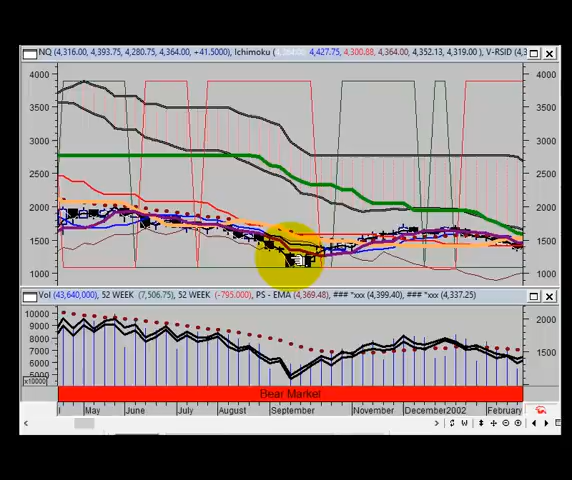 NQ (4,316.00, 4,393.75, 4,280.75, 4,364.00, +41.5000), Ichimoku ( 4,427.75, 4,300.88, 4,364.00, 4,352.13, 4,319.00 ), V-RSID (4,3
4000 4000
3500 3500
3000 3000
2500 2500
2000 2000
1500 1500
1000 1000
Vol (43,640,000), 52 WEEK (7,506.75), 52 WEEK (-795.000), PS - EMA (4,369.48), ### *xxx (4,399.40), ### *xxx (4,337.25)
10000 2000
9000
8000
7000 1500
6000
5000
x10000
Bear Market
May June July August September November December 2002 February